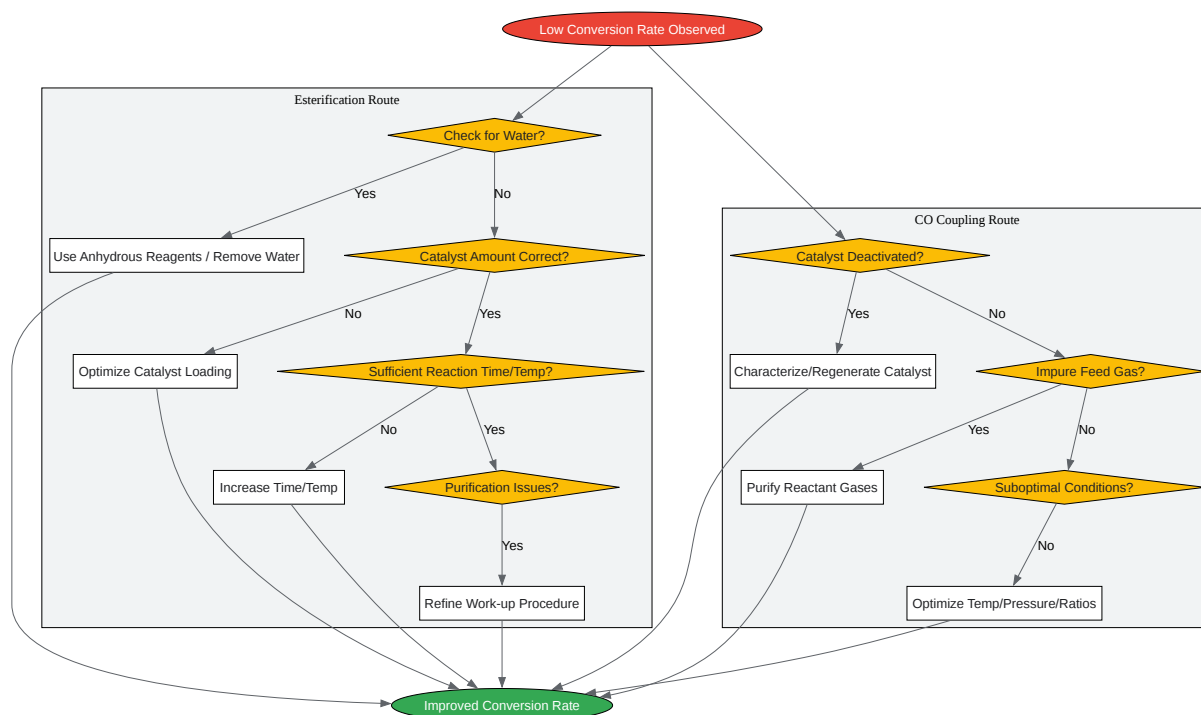 Low Conversion Rate Observed
Esterification Route
Check for Water?
Yes
No
Use Anhydrous Reagents / Remove Water
Catalyst Amount Correct?
No
Yes
Optimize Catalyst Loading
Sufficient Reaction Time/Temp?
No
Yes
Increase Time/Temp
Purification Issues?
Yes
Refine Work-up Procedure
CO Coupling Route
Catalyst Deactivated?
Yes
No
Characterize/Regenerate Catalyst
Impure Feed Gas?
Yes
No
Purify Reactant Gases
Suboptimal Conditions?
No
Optimize Temp/Pressure/Ratios
Improved Conversion Rate